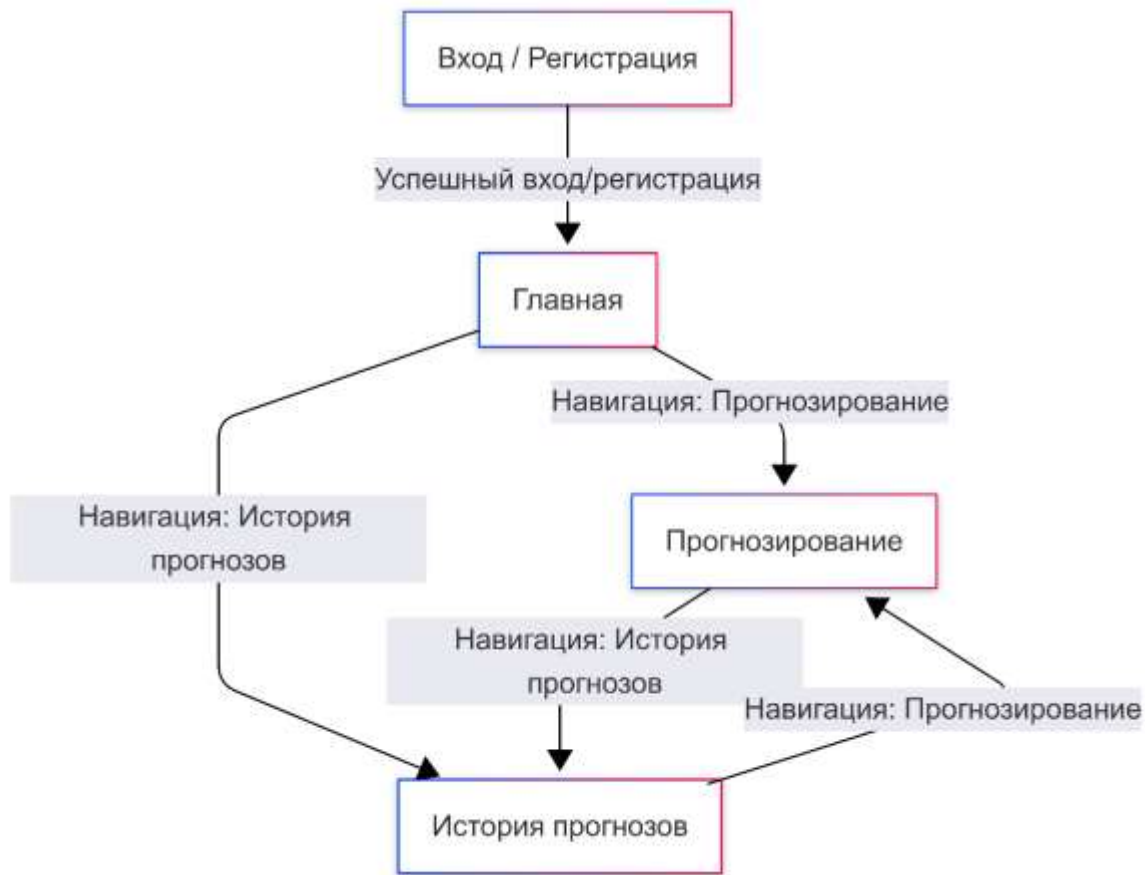 Вход / Регистрация
Успешный вход/регистрация
Главная
Навигация: Прогнозирование
Навигация: История
прогнозов
Прогнозирование
Навигация: История
прогнозов
Навигация: Прогнозирование
История прогнозов